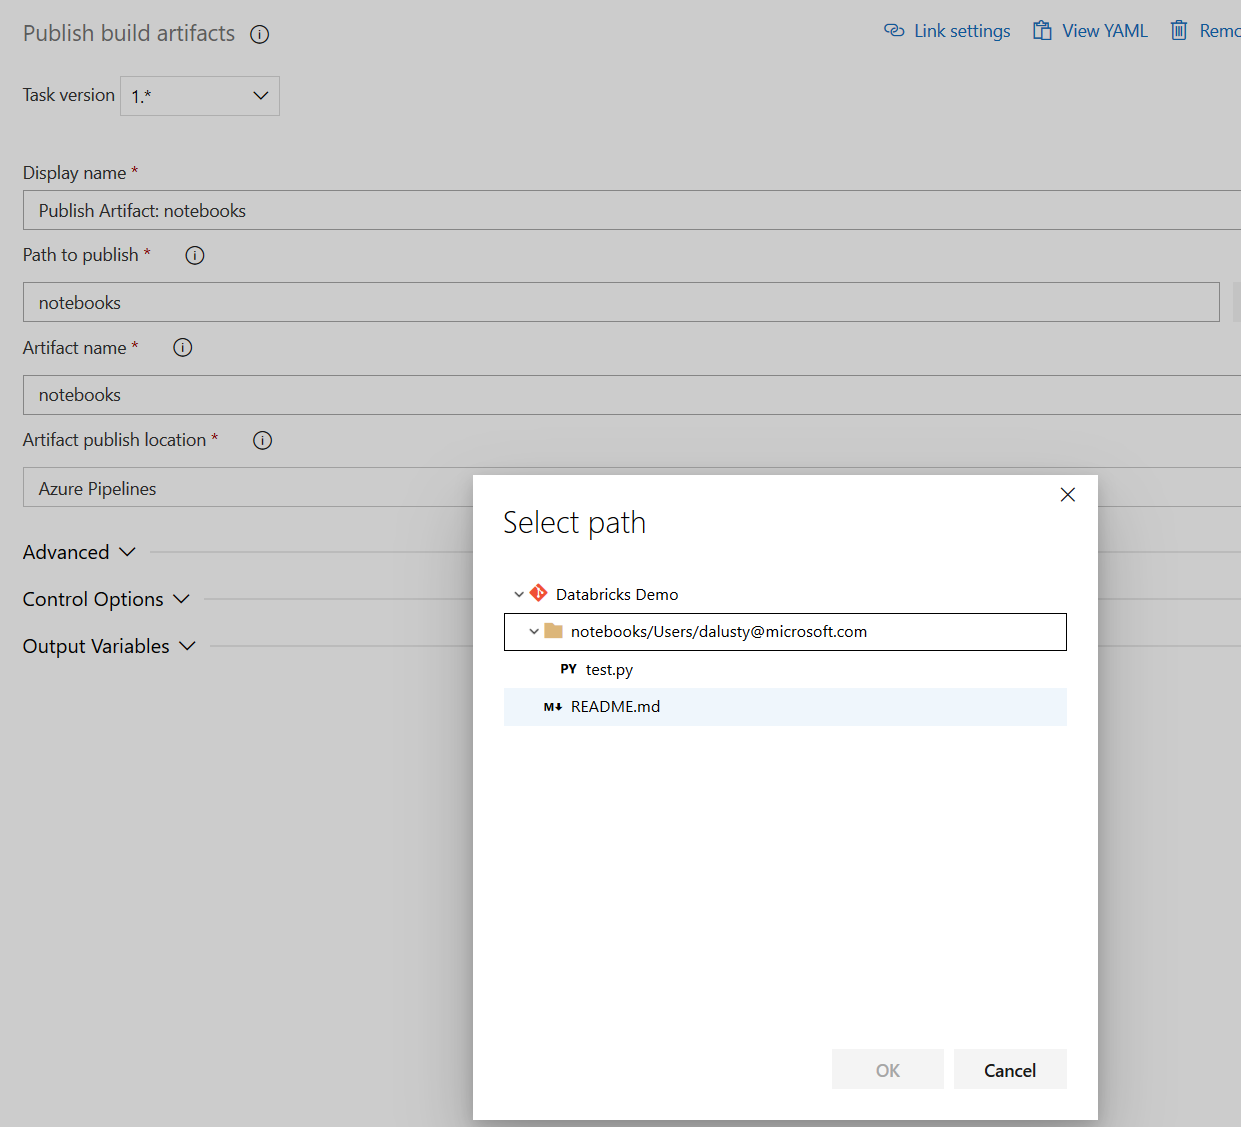 Publish build artifacts
Link settings
View YAML
Remo
Task version
1.*
Display name *
Publish Artifact: notebooks
Path to publish *
notebooks
Artifact name *
notebooks
Artifact publish location *
Azure Pipelines
Advanced
Control Options
Output Variables
Select path
Databricks Demo
notebooks/Users/dalusty@microsoft.com
PY test.py
M README.md
OK
Cancel